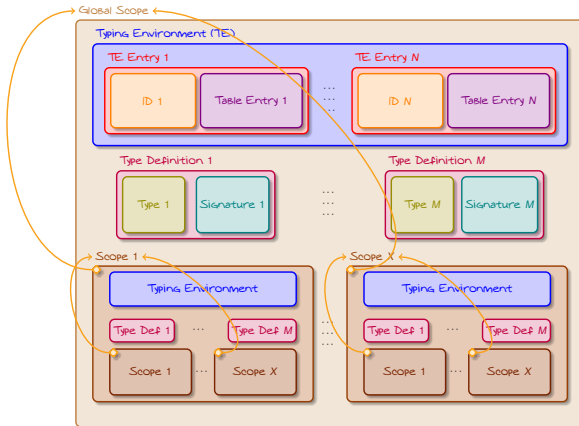 Global Scope
Typing Environment (TE)
TE Entry 1
TE Entry N
ID 1
Table Entry 1
...
...
...
ID N
Table Entry N
Type Definition 1
Type Definition M
Type 1
Signature 1
...
...
...
Type M
Signature M
Scope 1
Scope X
Typing Environment
Typing Environment
Type Def 1
...
Type Def M
...
...
...
Type Def 1
...
Type Def M
Scope 1
...
Scope X
Scope 1
...
Scope X